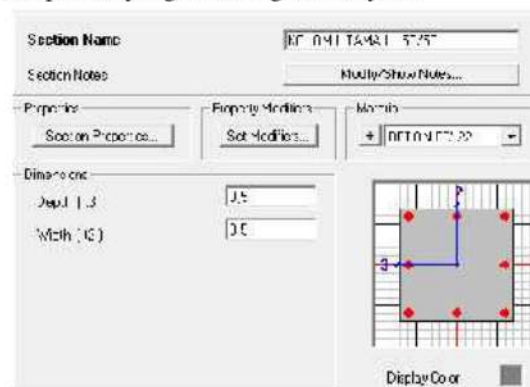 Section Name
Section Notes
Modify/Show Notes...
Properties
Property Modifiers
Material
Section Properties...
Set Modifiers...
+
Dimensions
Depth
0.5
Width
0.5
2
3
Display Color